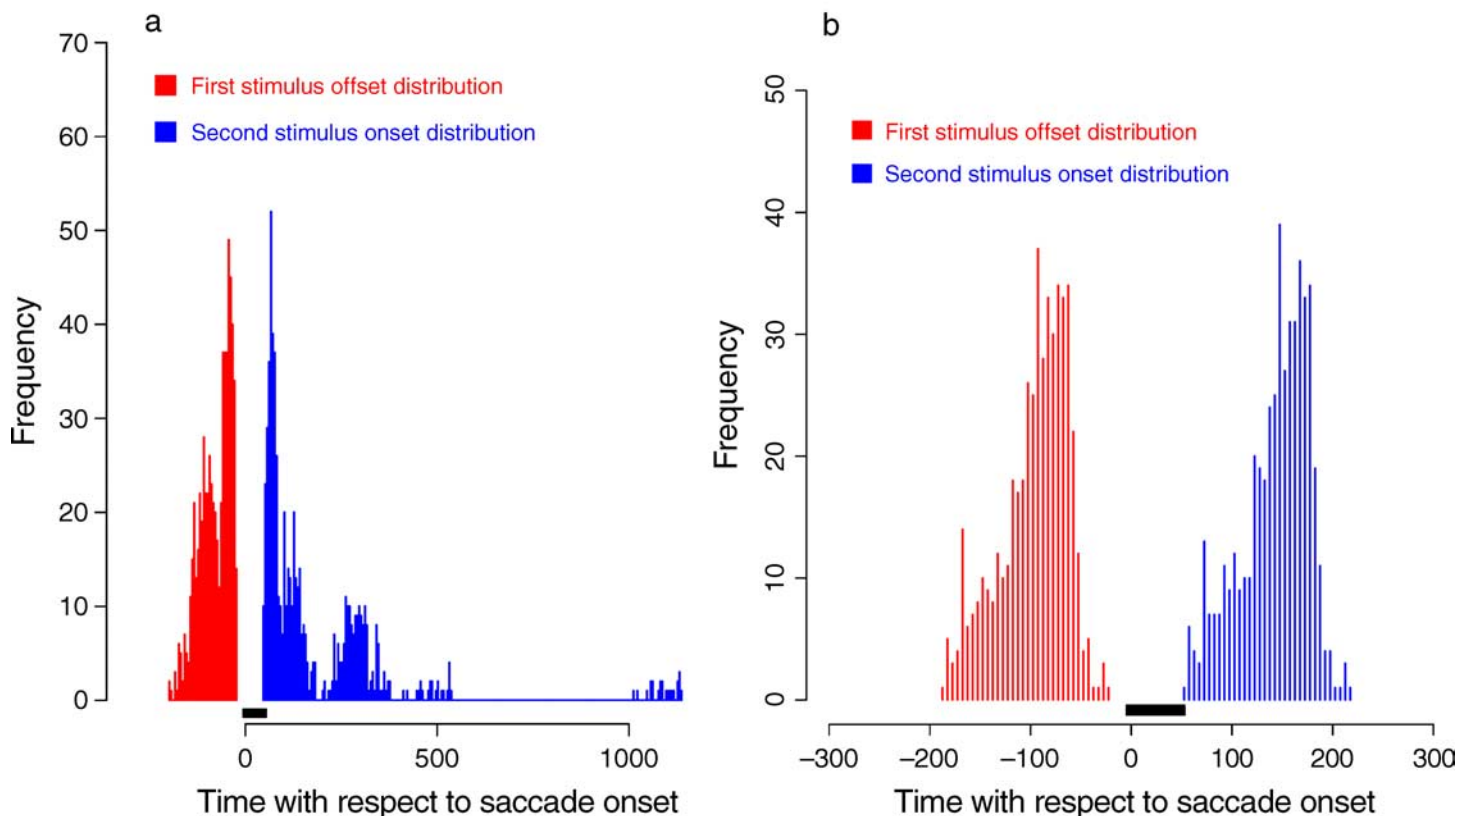 a
70
60
50
40
30
20
10
0
Frequency
First stimulus offset distribution
Second stimulus onset distribution
0 500 1000
Time with respect to saccade onset
b
50
40
30
20
10
0
Frequency
First stimulus offset distribution
Second stimulus onset distribution
−300 −200 −100 0 100 200 300
Time with respect to saccade onset